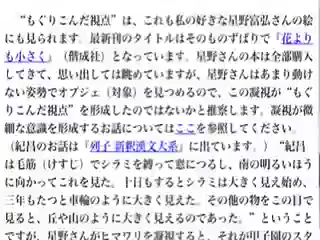 “もぐりこんだ視点”は、これも私の好きな星野富弘さんの絵
にも見られます。最新刊のタイトルはそのものずばりで『花より
も小さく』（偕成社）となっています。星野さんの本は全部購入
してきて、思い出しては眺めていますが、星野さんはあまり動け
ない姿勢でオブジェ（対象）を見つめるので、この凝視が“もぐ
りこんだ視点”を形成したのではないかと推察します。凝視が微
細な意識を形成するお話についてはここを参照してください。
（紀昌のお話は『列子 新釈漢文大系』に出ています。）“紀昌
は毛筋（けすじ）でシラミを縛って窓につるし、南の明るいほう
に向かってこれを見た。十日もするとシラミは大きく見え始め、
三年もたつと車輪のように大きく見えた。その他の物をこの目で
見ると、丘や山のように大きく見えるのであった。”ということ
ですが、星野さんがヒマワリを凝視すると、それが甲子園のスタ